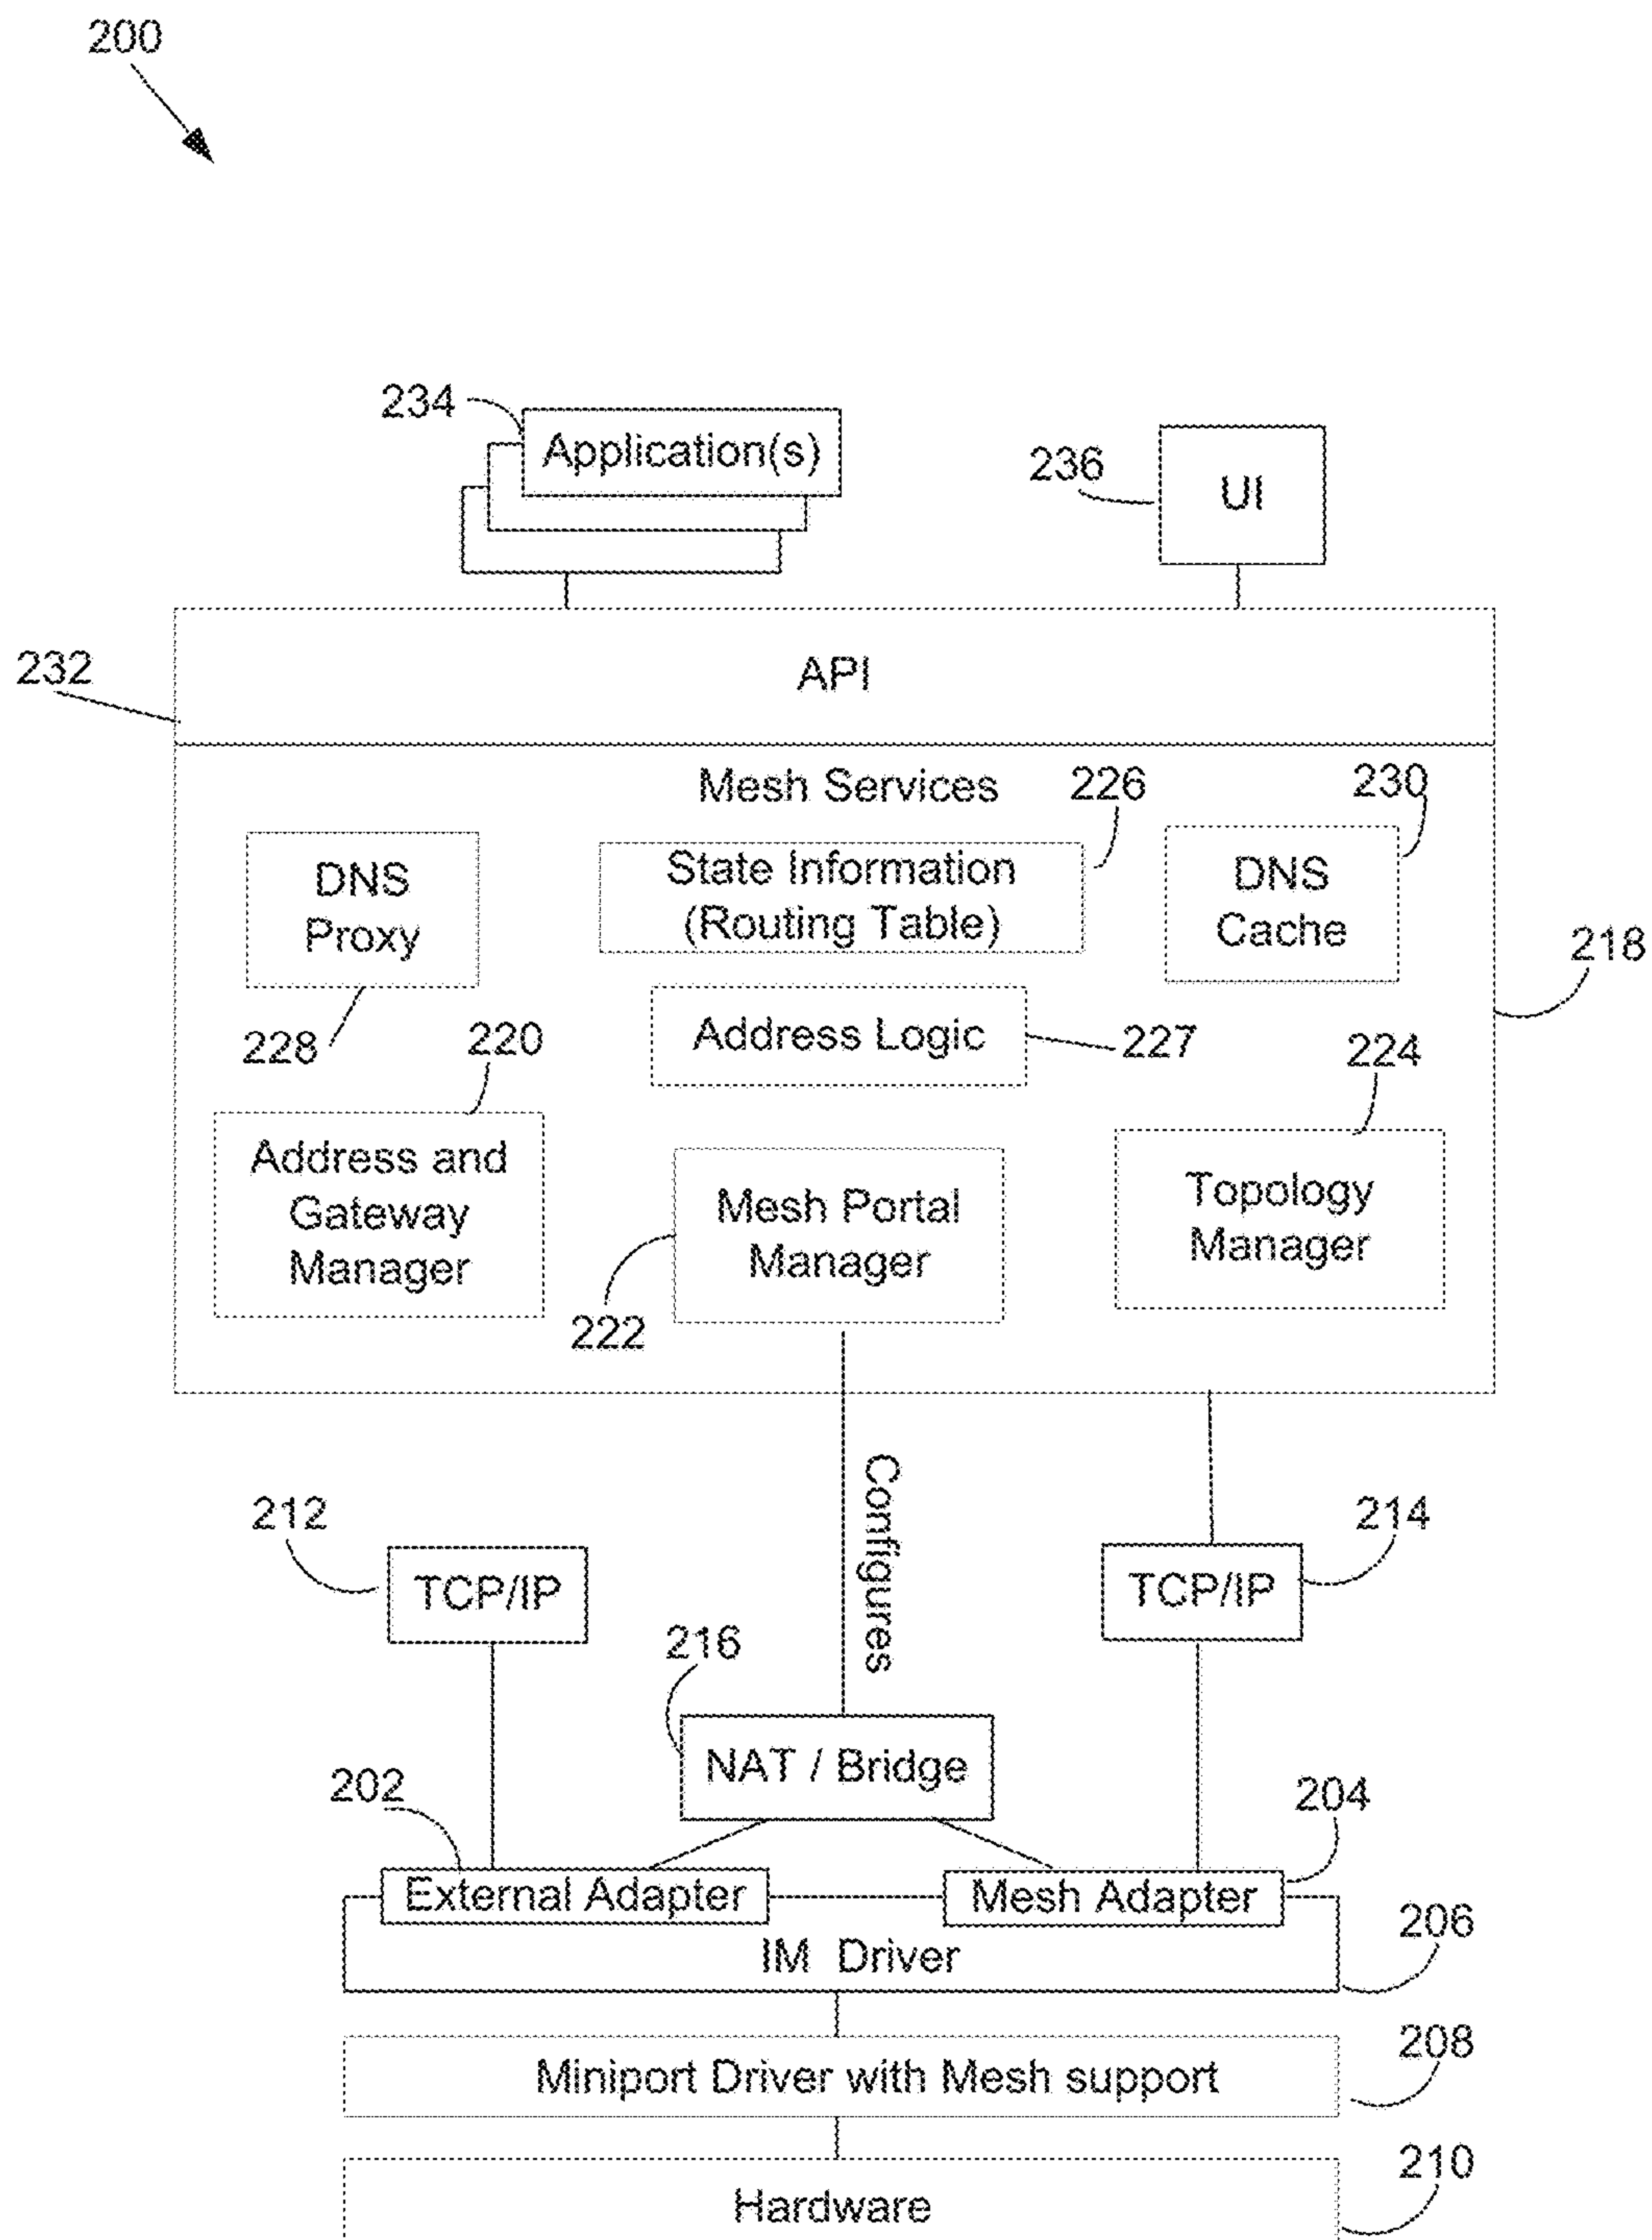 200
234
Application(s)
236
UI
232
API
Mesh Services
226
230
DNS
Proxy
State Information
(Routing Table)
DNS
Cache
218
228
220
Address Logic
227
224
Address and
Gateway
Manager
Mesh Portal
Manager
Topology
Manager
222
Configures
212
TCP/IP
214
TCP/IP
216
NAT / Bridge
202
204
External Adapter
Mesh Adapter
206
IM Driver
208
Miniport Driver with Mesh support
210
Hardware